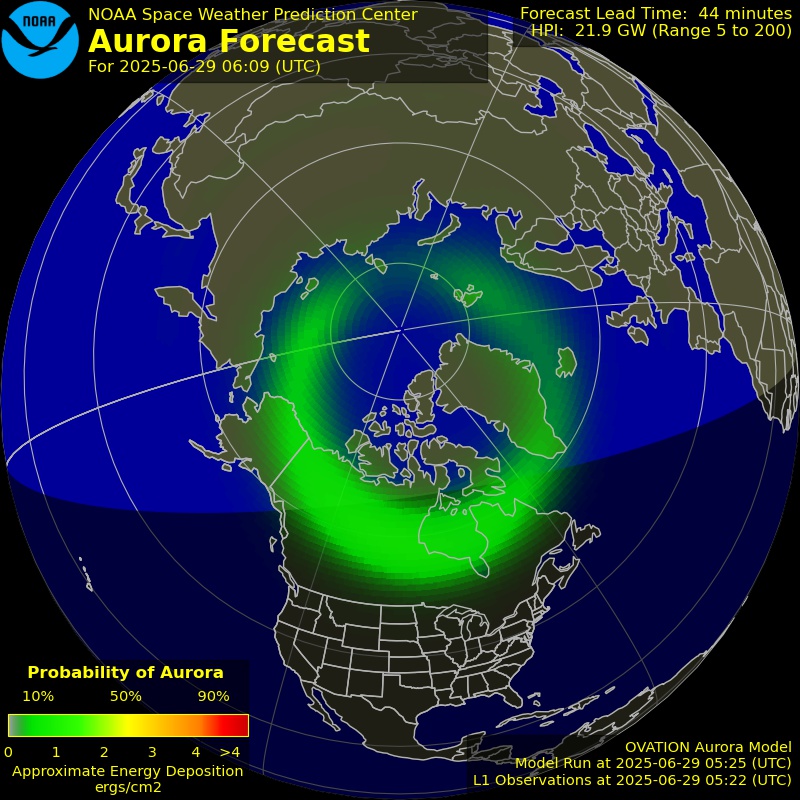 NOAA
NOAA Space Weather Prediction Center
Aurora Forecast
For 2025-06-29 06:09 (UTC)
Forecast Lead Time: 44 minutes
HPI: 21.9 GW (Range 5 to 200)
Probability of Aurora
10% 50% 90%
0 1 2 3 4 >4
Approximate Energy Deposition
ergs/cm2
OVATION Aurora Model
Model Run at 2025-06-29 05:25 (UTC)
L1 Observations at 2025-06-29 05:22 (UTC)